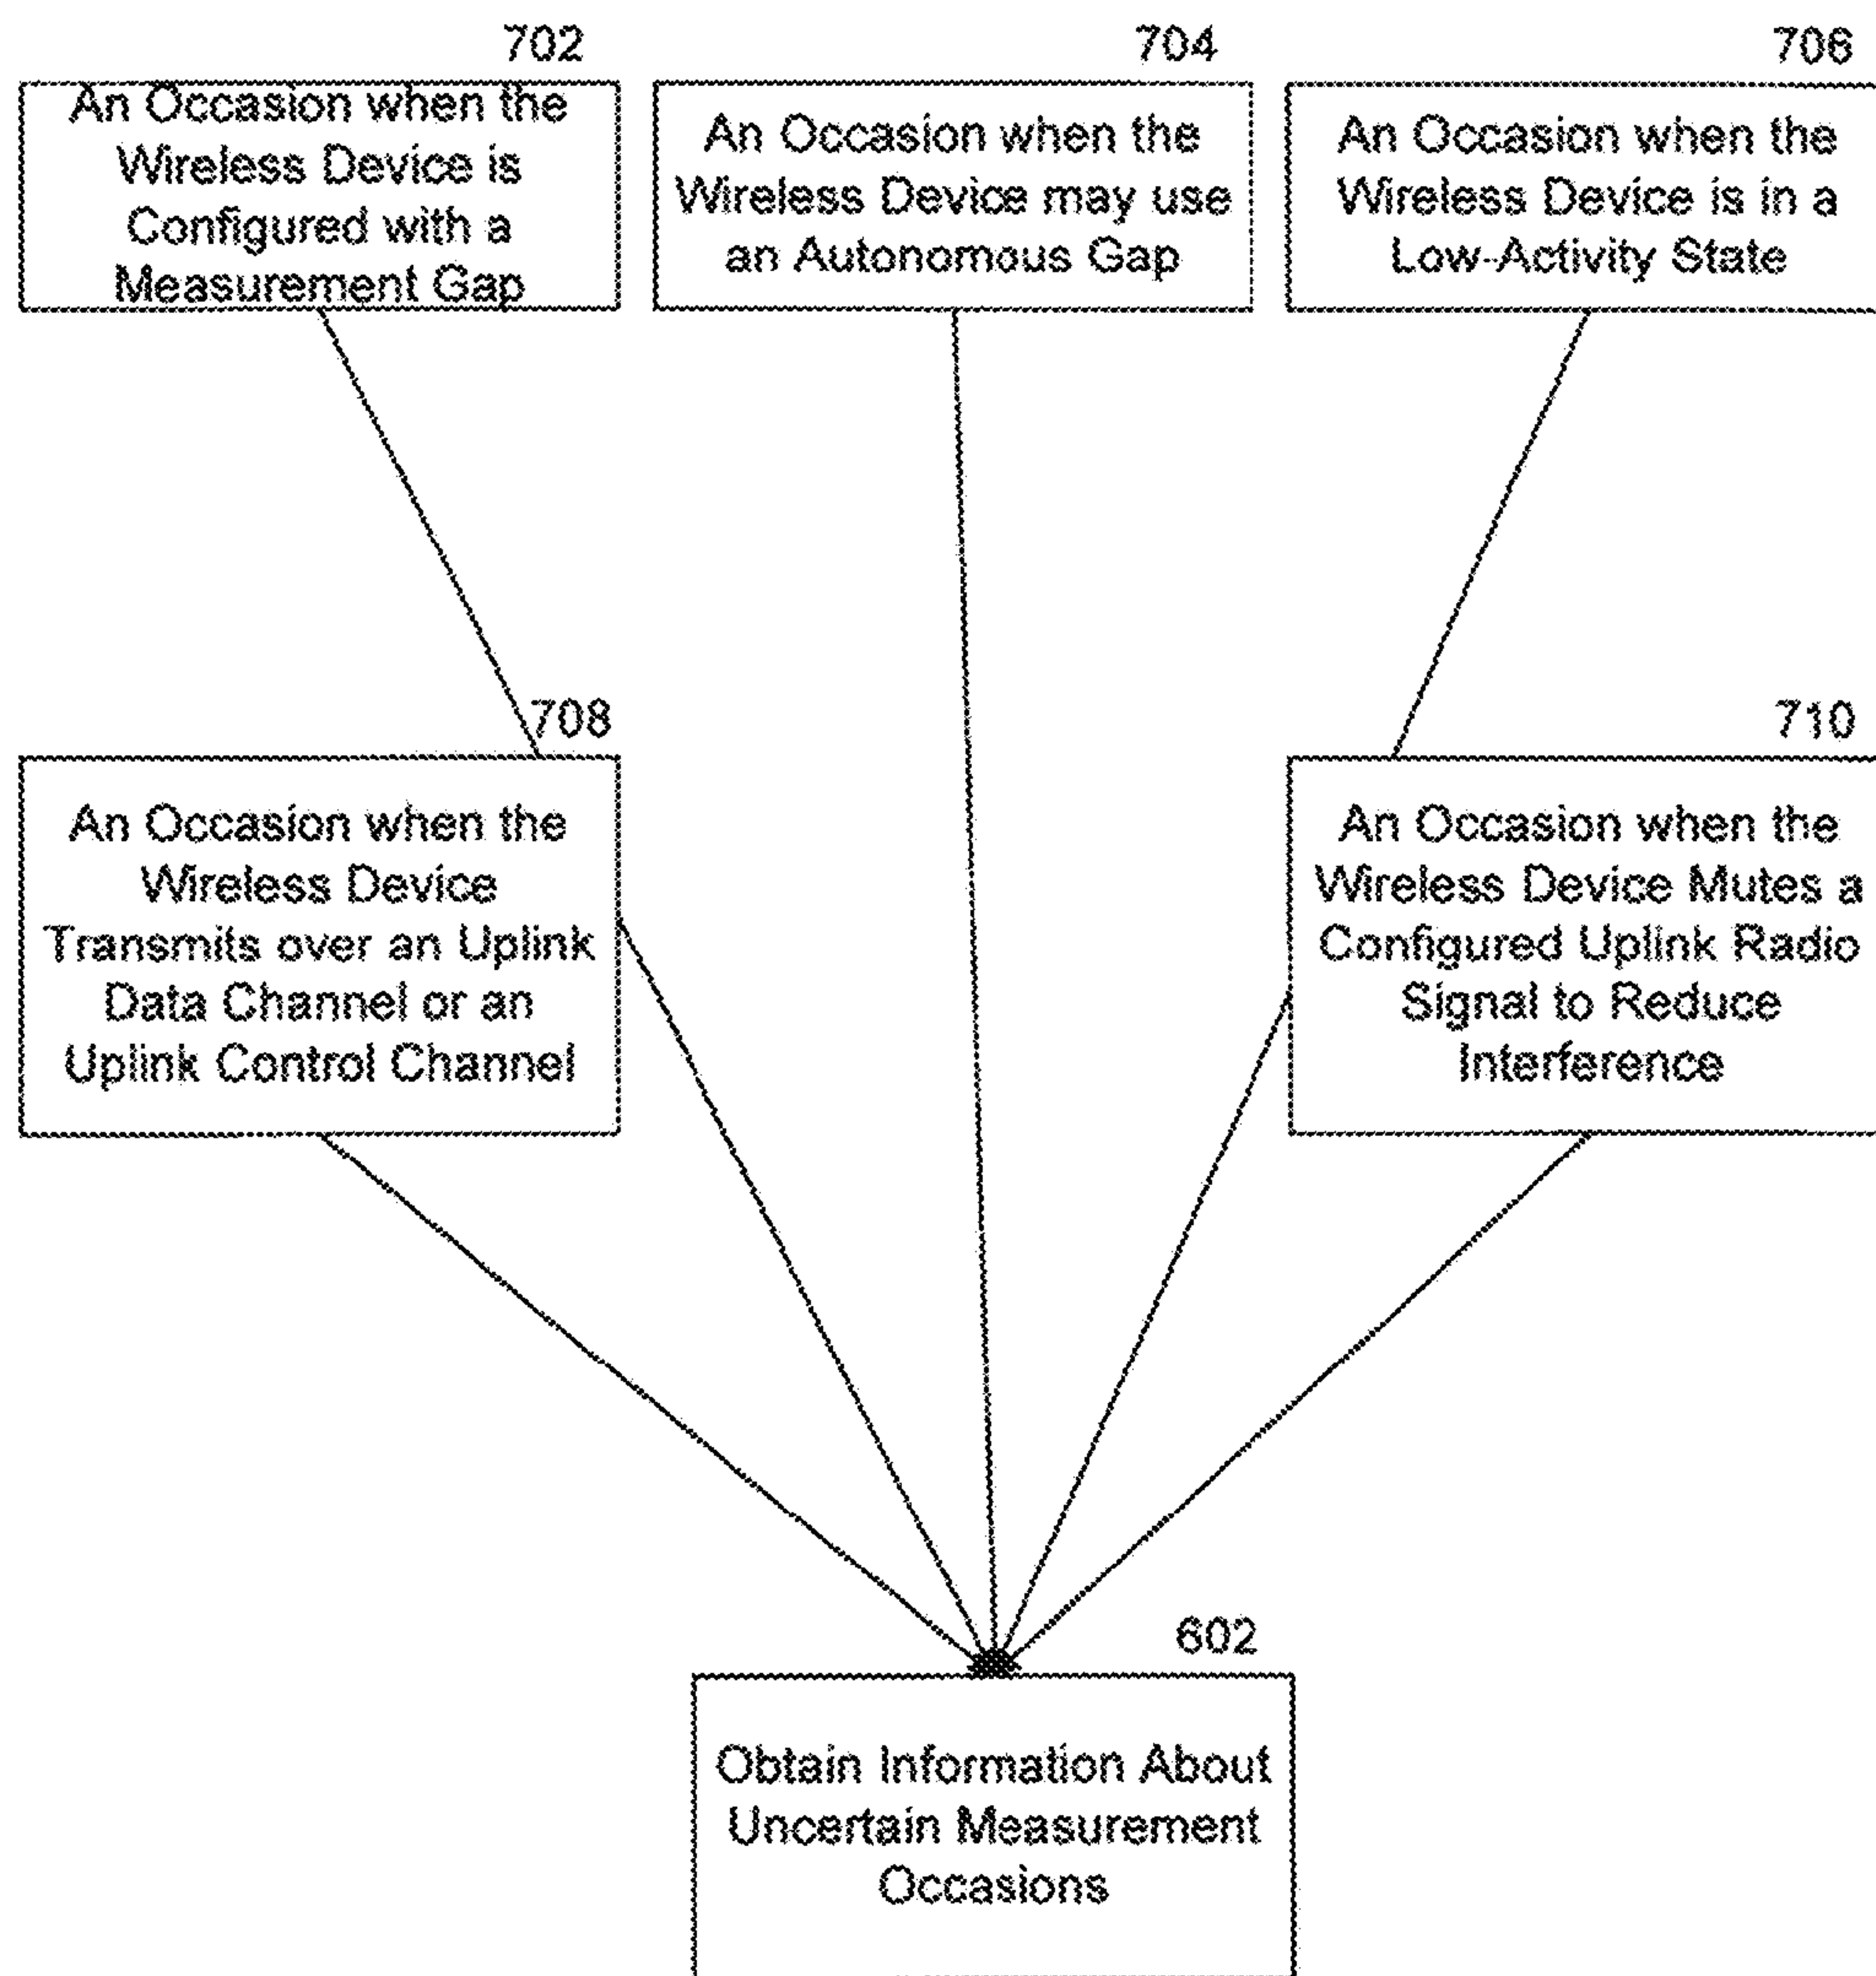 702
An Occasion when the
Wireless Device is
Configured with a
Measurement Gap
704
An Occasion when the
Wireless Device may use
an Autonomous Gap
706
An Occasion when the
Wireless Device is in a
Low-Activity State
708
An Occasion when the
Wireless Device
Transmits over an Uplink
Data Channel or an
Uplink Control Channel
710
An Occasion when the
Wireless Device Mutes a
Configured Uplink Radio
Signal to Reduce
Interference
602
Obtain Information About
Uncertain Measurement
Occasions